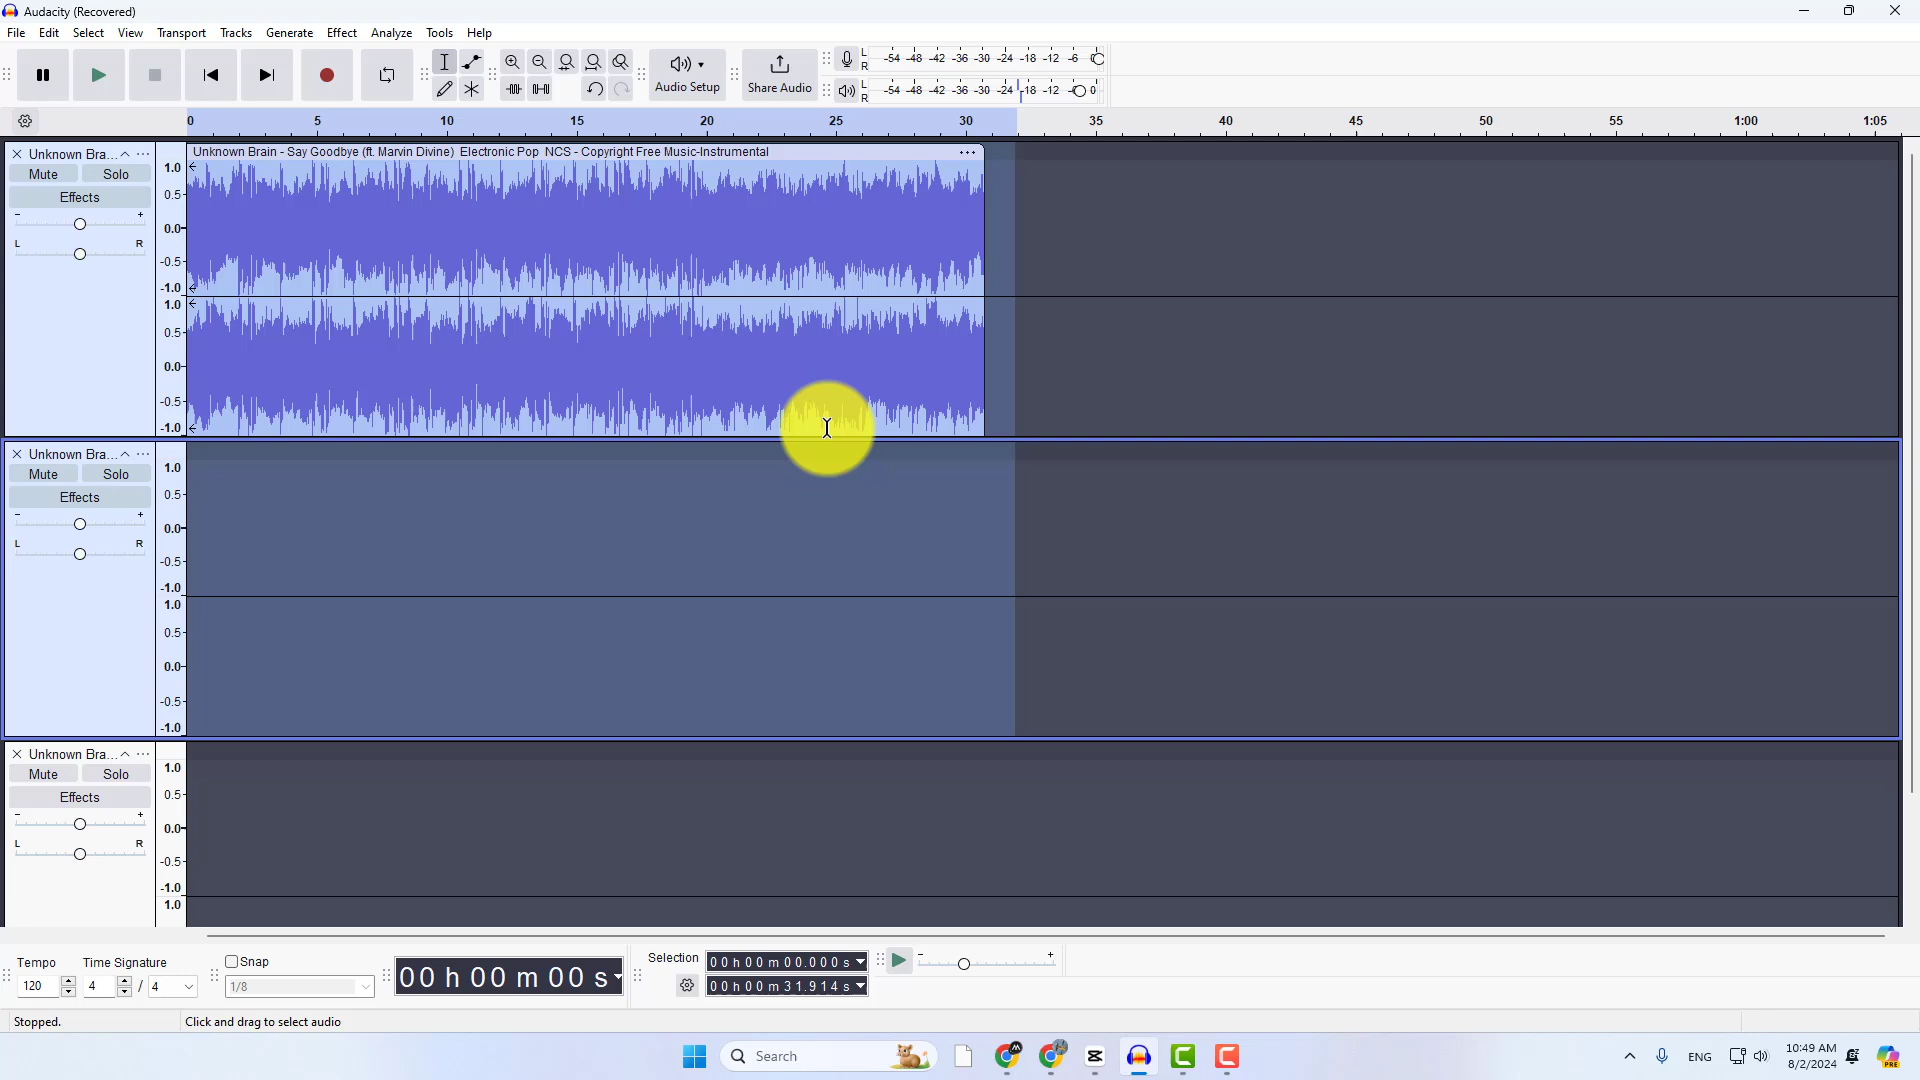 Audacity (Recovered)
File Edit Select View Transport Tracks Generate Effect Analyze Tools Help
Audio Setup
Share Audio
L R -54 -48 -42 -36 -30 -24 -18 -12 -6 0
L R -54 -48 -42 -36 -30 -24 -18 -12 -6 0
0 5 10 15 20 25 30 35 40 45 50 55 1:00 1:05
Unknown Bra...
Mute Solo
Effects
- +
L R
1.0
0.5
0.0
-0.5
-1.0
1.0
0.5
0.0
-0.5
-1.0
Unknown Brain - Say Goodbye (ft. Marvin Divine) Electronic Pop NCS - Copyright Free Music-Instrumental
Unknown Bra...
Mute Solo
Effects
- +
L R
1.0
0.5
0.0
-0.5
-1.0
1.0
0.5
0.0
-0.5
-1.0
Unknown Bra...
Mute Solo
Effects
- +
L R
1.0
0.5
0.0
-0.5
-1.0
1.0
Tempo
120
Time Signature
4 / 4
Snap
1/8
00 h 00 m 00 s
Selection
00 h 00 m 00.000 s
00 h 00 m 31.914 s
- +
Stopped.
Click and drag to select audio
Search
ENG
10:49 AM
8/2/2024
PRE